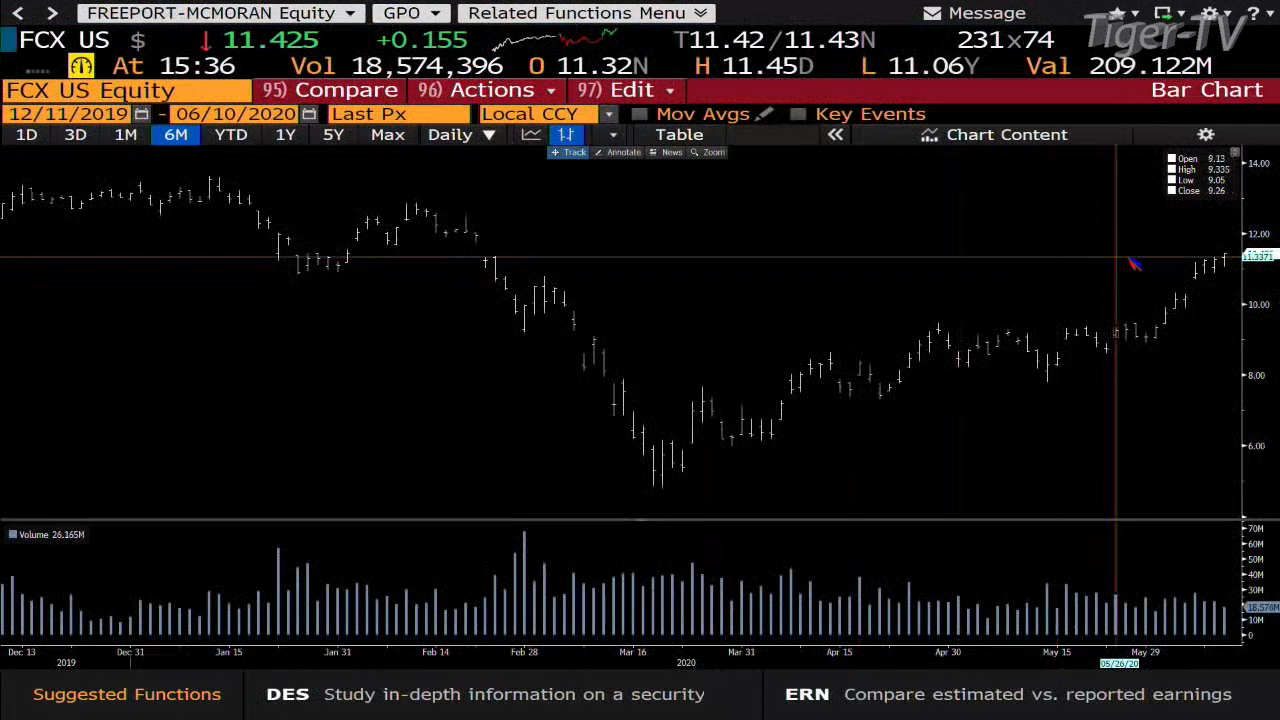 FREEPORT-MCMORAN Equity GPO Related Functions Menu Message ?
Tiger-TV
FCX US $ ↓ 11.425 +0.155 T11.42/11.43N 231x74
At 15:36 Vol 18,574,396 O 11.32N H 11.45D L 11.06Y Val 209.122M
FCX US Equity 95) Compare 96) Actions 97) Edit Bar Chart
12/11/2019 - 06/10/2020 Last Px Local CCY Mov Avgs Key Events
1D 3D 1M 6M YTD 1Y 5Y Max Daily ▼ Table « Chart Content
Track Annotate News Zoom
Open 9.13
High 9.335
Low 9.05
Close 9.26
14.00
12.00
11.3371
10.00
8.00
6.00
Volume 26.165M
70M
60M
50M
40M
30M
18.576M
10M
0
Dec 13 Dec 31 Jan 15 Jan 31 Feb 14 Feb 28 Mar 16 Mar 31 Apr 15 Apr 30 May 15 May 29
2019 2020 05/26/20
Suggested Functions DES Study in-depth information on a security ERN Compare estimated vs. reported earnings